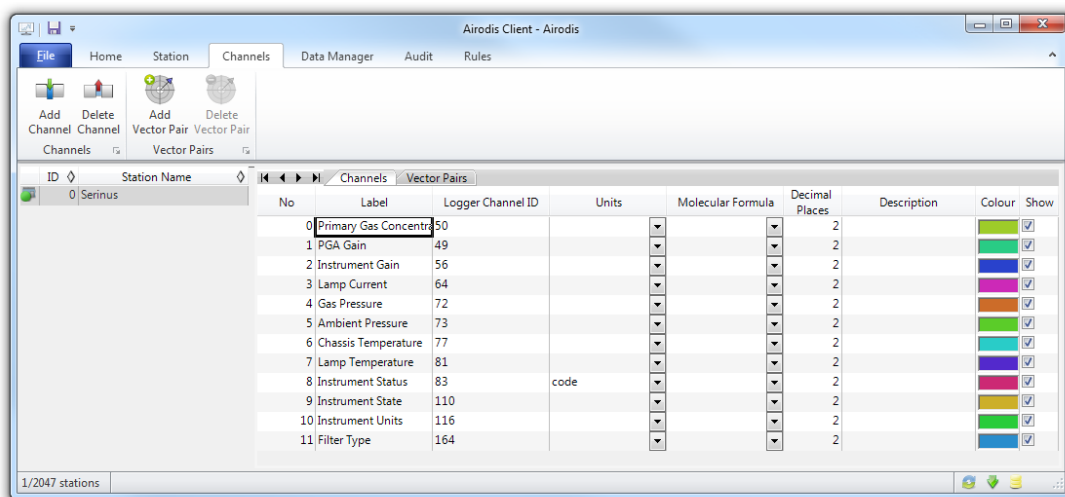 Airodis Client - Airodis
File Home Station Channels Data Manager Audit Rules
Add Channel Delete Channel Add Vector Pair Delete Vector Pair
Channels Vector Pairs
ID Station Name Channels Vector Pairs
0 Serinus
No Label Logger Channel ID Units Molecular Formula Decimal Places Description Colour Show
0 Primary Gas Concentra 50 2
1 PGA Gain 49 2
2 Instrument Gain 56 2
3 Lamp Current 64 2
4 Gas Pressure 72 2
5 Ambient Pressure 73 2
6 Chassis Temperature 77 2
7 Lamp Temperature 81 2
8 Instrument Status 83 code 2
9 Instrument State 110 2
10 Instrument Units 116 2
11 Filter Type 164 2
1/2047 stations